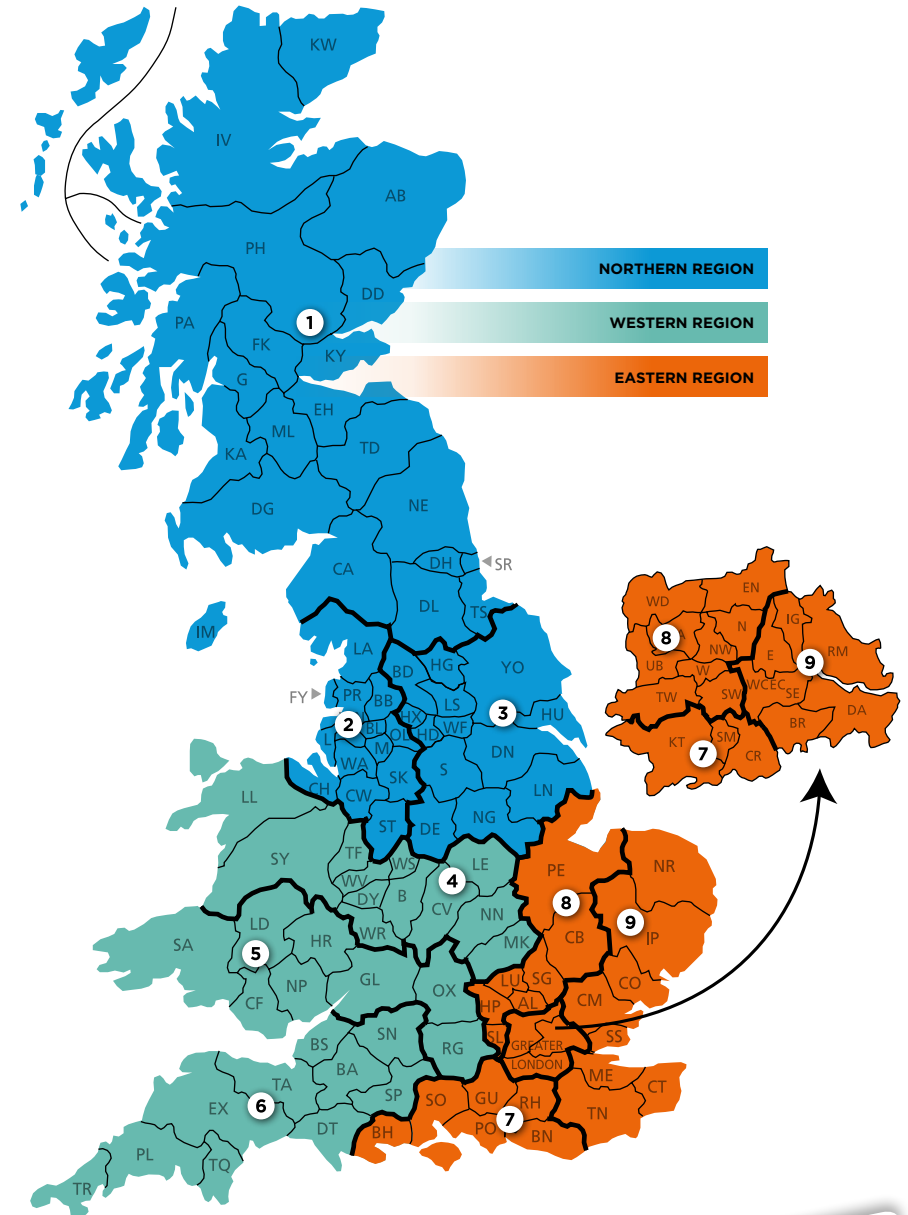 KW
IV
AB
PH
NORTHERN REGION
DD
PA
1
WESTERN REGION
FK
KY
G
EASTERN REGION
EH
ML
TD
KA
DG
NE
CA
DH
SR
DL
TS
IM
LA
BD
HG
YO
FY
PR
BB
LS
HX
2
BL
OL
HD
WF
3
HU
L
M
WA
SK
S
DN
CH
CW
LN
ST
DE
NG
LL
TF
WS
LE
SY
WV
DY
B
4
CV
NN
PE
NR
8
9
LD
WR
MK
CB
IP
SA
5
HR
NP
GL
OX
LU
SG
CO
CF
HP
AL
CM
SN
SL
GREATER
LONDON
SS
BS
RG
BA
TA
SP
SO
GU
RH
ME
CT
EX
6
DT
BH
PO
7
BN
TN
PL
TQ
TR
WD
EN
8
N
IG
NW
UB
W
E
9
RM
TW
SW
WC
EC
SE
DA
BR
KT
7
SM
CR